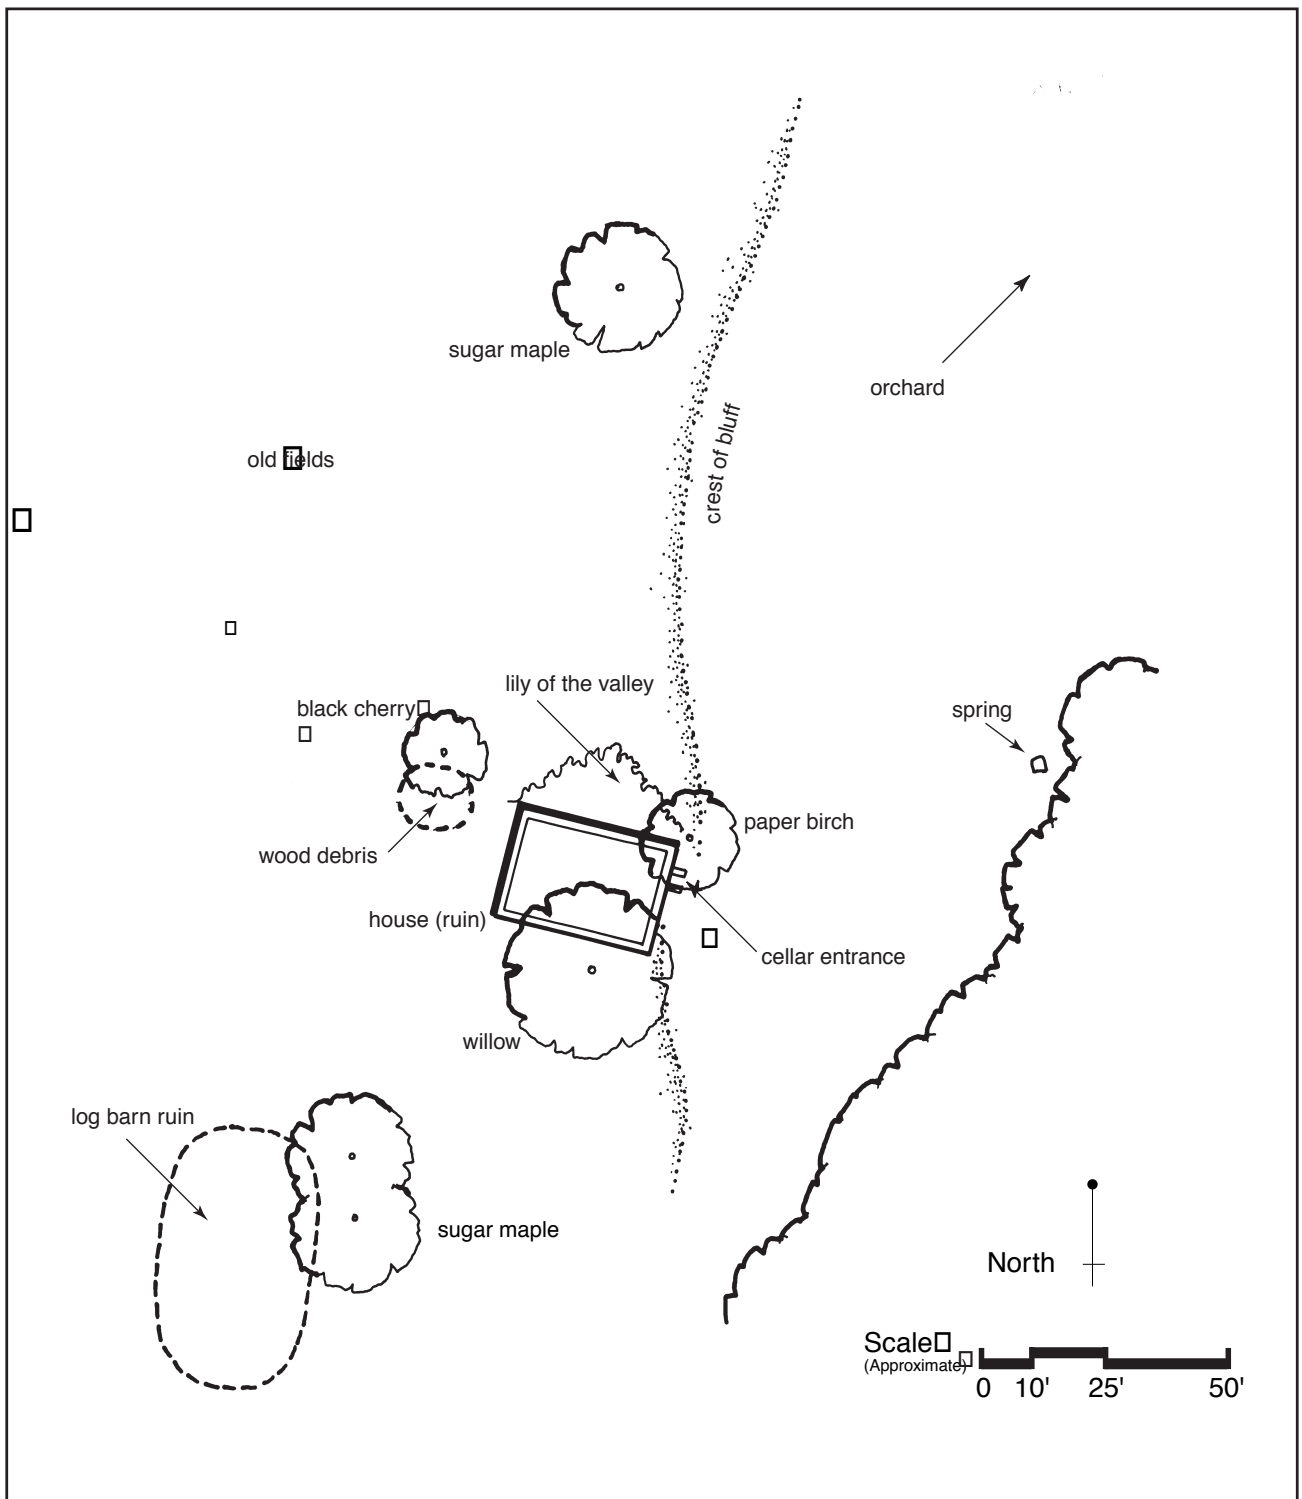 sugar maple
orchard
crest of bluff
old fields
lily of the valley
black cherry
spring
paper birch
wood debris
house (ruin)
cellar entrance
willow
log barn ruin
sugar maple
North
Scale
(Approximate)
0 10' 25' 50'